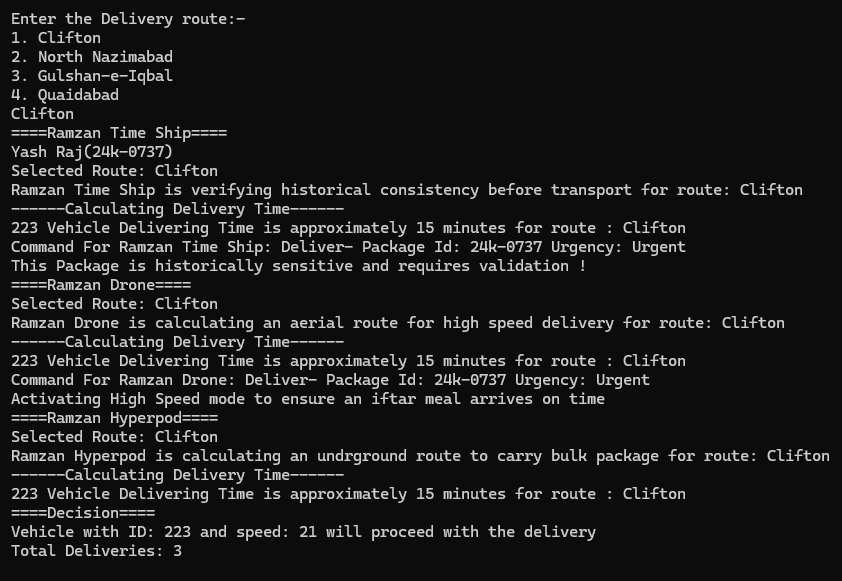 Enter the Delivery route:-
1. Clifton
2. North Nazimabad
3. Gulshan-e-Iqbal
4. Quaidabad
Clifton
====Ramzan Time Ship====
Yash Raj(24k-0737)
Selected Route: Clifton
Ramzan Time Ship is verifying historical consistency before transport for route: Clifton
------Calculating Delivery Time------
223 Vehicle Delivering Time is approximately 15 minutes for route : Clifton
Command For Ramzan Time Ship: Deliver- Package Id: 24k-0737 Urgency: Urgent
This Package is historically sensitive and requires validation !
====Ramzan Drone====
Selected Route: Clifton
Ramzan Drone is calculating an aerial route for high speed delivery for route: Clifton
------Calculating Delivery Time------
223 Vehicle Delivering Time is approximately 15 minutes for route : Clifton
Command For Ramzan Drone: Deliver- Package Id: 24k-0737 Urgency: Urgent
Activating High Speed mode to ensure an iftar meal arrives on time
====Ramzan Hyperpod====
Selected Route: Clifton
Ramzan Hyperpod is calculating an undrground route to carry bulk package for route: Clifton
------Calculating Delivery Time------
223 Vehicle Delivering Time is approximately 15 minutes for route : Clifton
====Decision====
Vehicle with ID: 223 and speed: 21 will proceed with the delivery
Total Deliveries: 3